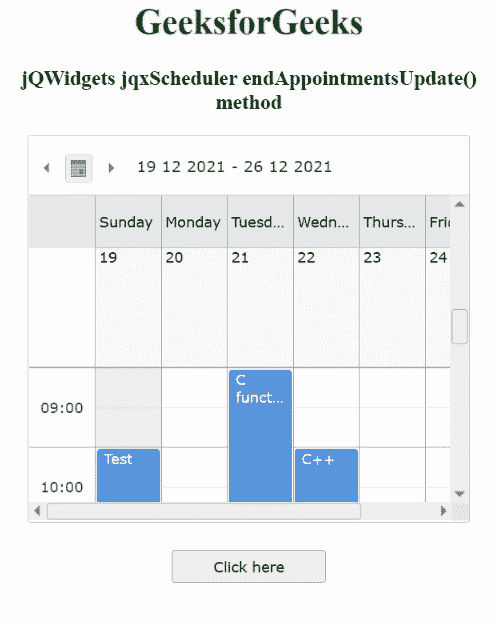 GeeksforGeeks
jQWidgets jqxScheduler endAppointmentsUpdate()
method
19 12 2021 - 26 12 2021
Sunday Monday Tuesd... Wedn... Thurs... Fri
19 20 21 22 23 24
09:00
C
funct...
Test
C++
10:00
Click here